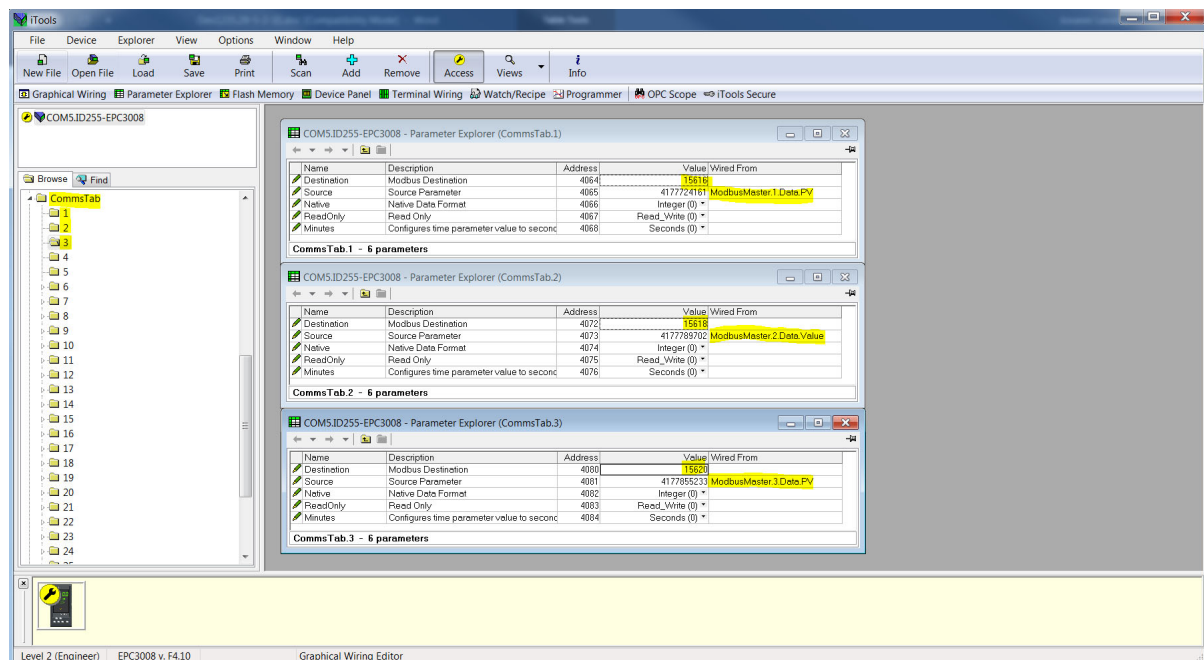 iTools
File Device Explorer View Options Window Help
New File Open File Load Save Print Scan Add Remove Access Views Info
Graphical Wiring Parameter Explorer Flash Memory Device Panel Terminal Wiring Watch/Recipe Programmer OPC Scope iTools Secure
COM5.ID255-EPC3008
Browse Find
CommsTab
1
2
3
4
5
6
7
8
9
10
11
12
13
14
15
16
17
18
19
20
21
22
23
24
COM5.ID255-EPC3008 - Parameter Explorer (CommsTab.1)
Name Description Address Value Wired From
Destination Modbus Destination 4064 15616
Source Source Parameter 4065 4177724161 ModbusMaster.1.Data.PV
Native Native Data Format 4066 Integer (0)
ReadOnly Read Only 4067 Read_Write (0)
Minutes Configures time parameter value to second 4068 Seconds (0)
CommsTab.1 - 6 parameters
COM5.ID255-EPC3008 - Parameter Explorer (CommsTab.2)
Name Description Address Value Wired From
Destination Modbus Destination 4072 15618
Source Source Parameter 4073 4177789702 ModbusMaster.2.Data.Value
Native Native Data Format 4074 Integer (0)
ReadOnly Read Only 4075 Read_Write (0)
Minutes Configures time parameter value to second 4076 Seconds (0)
CommsTab.2 - 6 parameters
COM5.ID255-EPC3008 - Parameter Explorer (CommsTab.3)
Name Description Address Value Wired From
Destination Modbus Destination 4080 15620
Source Source Parameter 4081 4177855233 ModbusMaster.3.Data.PV
Native Native Data Format 4082 Integer (0)
ReadOnly Read Only 4083 Read_Write (0)
Minutes Configures time parameter value to second 4084 Seconds (0)
CommsTab.3 - 6 parameters
Level 2 (Engineer) EPC3008 v. F4.10 Graphical Wiring Editor